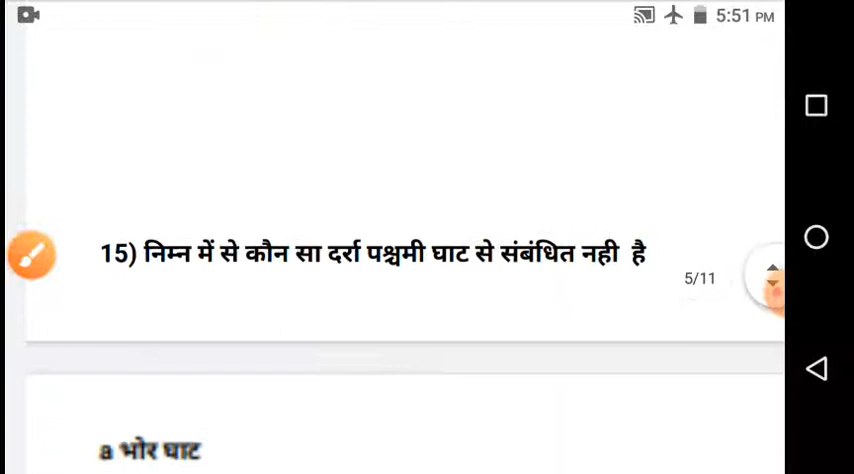 5:51 PM
15) निम्न में से कौन सा दर्रा पश्चमी घाट से संबंधित नही है
5/11
a भोर घाट